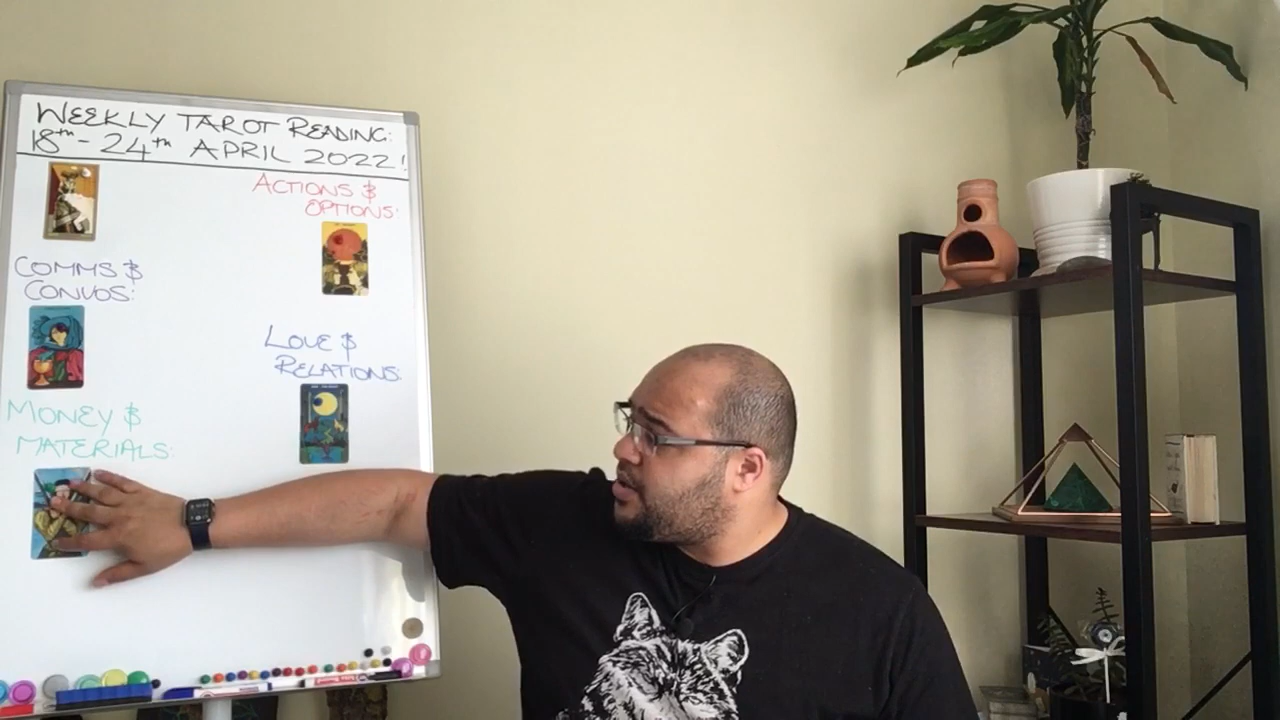 WEEKLY TAROT READING:
18th - 24th APRIL 2022!
ACTIONS &
OPTIONS:
COMMS &
CONVOS:
LOVE &
RELATIONS:
MONEY &
MATERIALS: